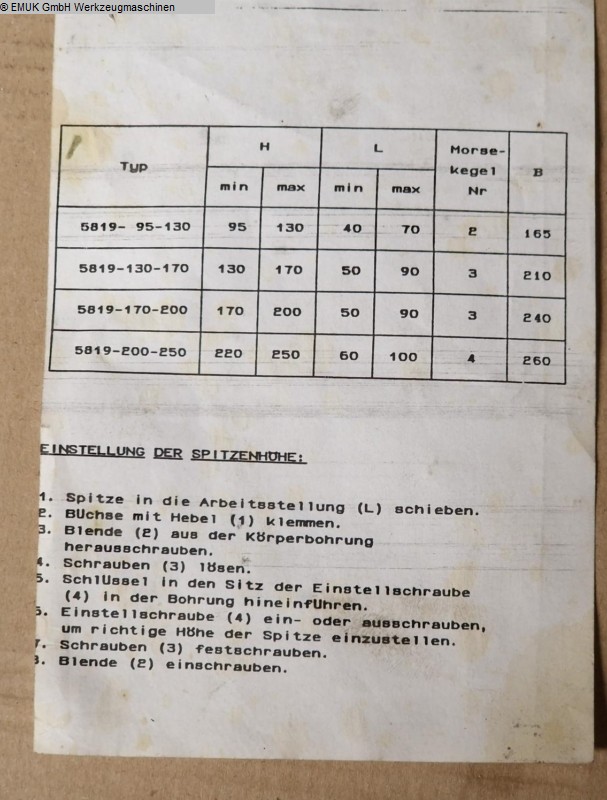 © EMUK GmbH Werkzeugmaschinen
Typ H L Morse-kegel Nr B
min max min max
5819- 95-130 95 130 40 70 2 165
5819-130-170 130 170 50 90 3 210
5819-170-200 170 200 50 90 3 240
5819-200-250 220 250 60 100 4 260
EINSTELLUNG DER SPITZENHÖHE:
1. Spitze in die Arbeitsstellung (L) schieben.
2. Büchse mit Hebel (1) klemmen.
3. Blende (2) aus der Körperbohrung
herausschrauben.
4. Schrauben (3) lösen.
5. Schlüssel in den Sitz der Einstellschraube
(4) in der Bohrung hineinführen.
6. Einstellschraube (4) ein- oder ausschrauben,
um richtige Höhe der Spitze einzustellen.
7. Schrauben (3) festschrauben.
8. Blende (2) einschrauben.